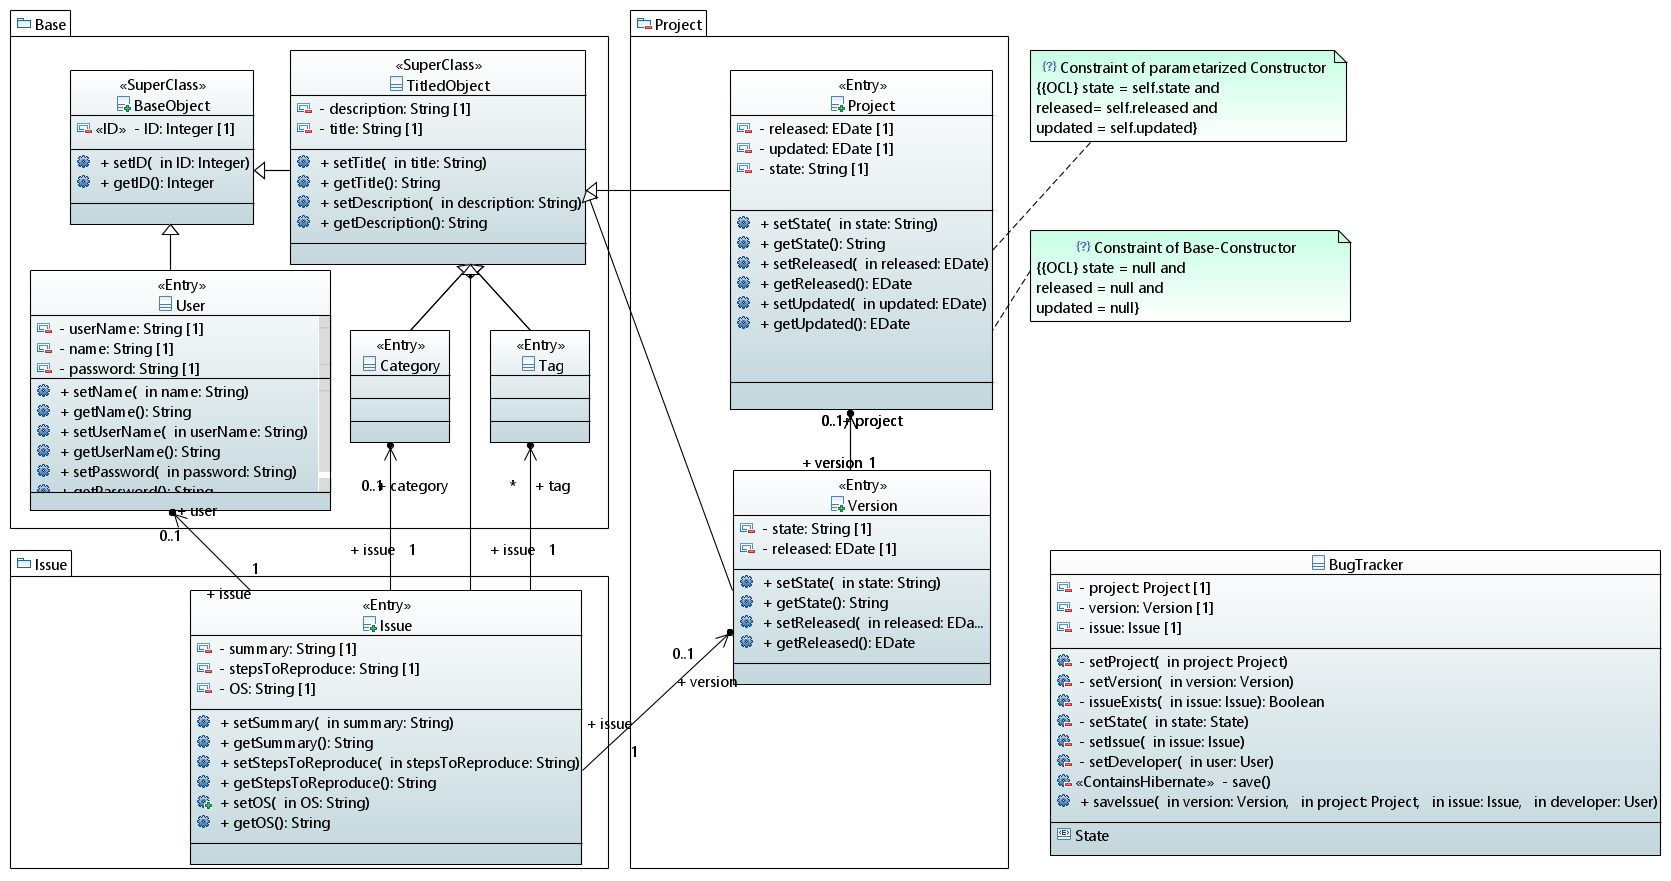 Base
«SuperClass»
BaseObject
«ID» - ID: Integer [1]
+ setID( in ID: Integer)
+ getID(): Integer
«SuperClass»
TitledObject
- description: String [1]
- title: String [1]
+ setTitle( in title: String)
+ getTitle(): String
+ setDescription( in description: String)
+ getDescription(): String
«Entry»
User
- userName: String [1]
- name: String [1]
- password: String [1]
+ setName( in name: String)
+ getName(): String
+ setUserName( in userName: String)
+ getUserName(): String
+ setPassword( in password: String)
+ getPassword(): String
«Entry»
Category
«Entry»
Tag
0..1
+ category
*
+ tag
+ user
0..1
+ issue 1
+ issue 1
1
+ issue
Issue
«Entry»
Issue
- summary: String [1]
- stepsToReproduce: String [1]
- OS: String [1]
+ setSummary( in summary: String)
+ getSummary(): String
+ setStepsToReproduce( in stepsToReproduce: String)
+ getStepsToReproduce(): String
+ setOS( in OS: String)
+ getOS(): String
Project
«Entry»
Project
- released: EDate [1]
- updated: EDate [1]
- state: String [1]
+ setState( in state: String)
+ getState(): String
+ setReleased( in released: EDate)
+ getReleased(): EDate
+ setUpdated( in updated: EDate)
+ getUpdated(): EDate
0..1
+ project
+ version 1
«Entry»
Version
- state: String [1]
- released: EDate [1]
+ setState( in state: String)
+ getState(): String
+ setReleased( in released: EDa...
+ getReleased(): EDate
0..1
+ version
+ issue
1
{?} Constraint of parametarized Constructor
{{OCL} state = self.state and
released= self.released and
updated = self.updated}
{?} Constraint of Base-Constructor
{{OCL} state = null and
released = null and
updated = null}
BugTracker
- project: Project [1]
- version: Version [1]
- issue: Issue [1]
- setProject( in project: Project)
- setVersion( in version: Version)
- issueExists( in issue: Issue): Boolean
- setState( in state: State)
- setIssue( in issue: Issue)
- setDeveloper( in user: User)
«ContainsHibernate» - save()
+ saveIssue( in version: Version, in project: Project, in issue: Issue, in developer: User)
State